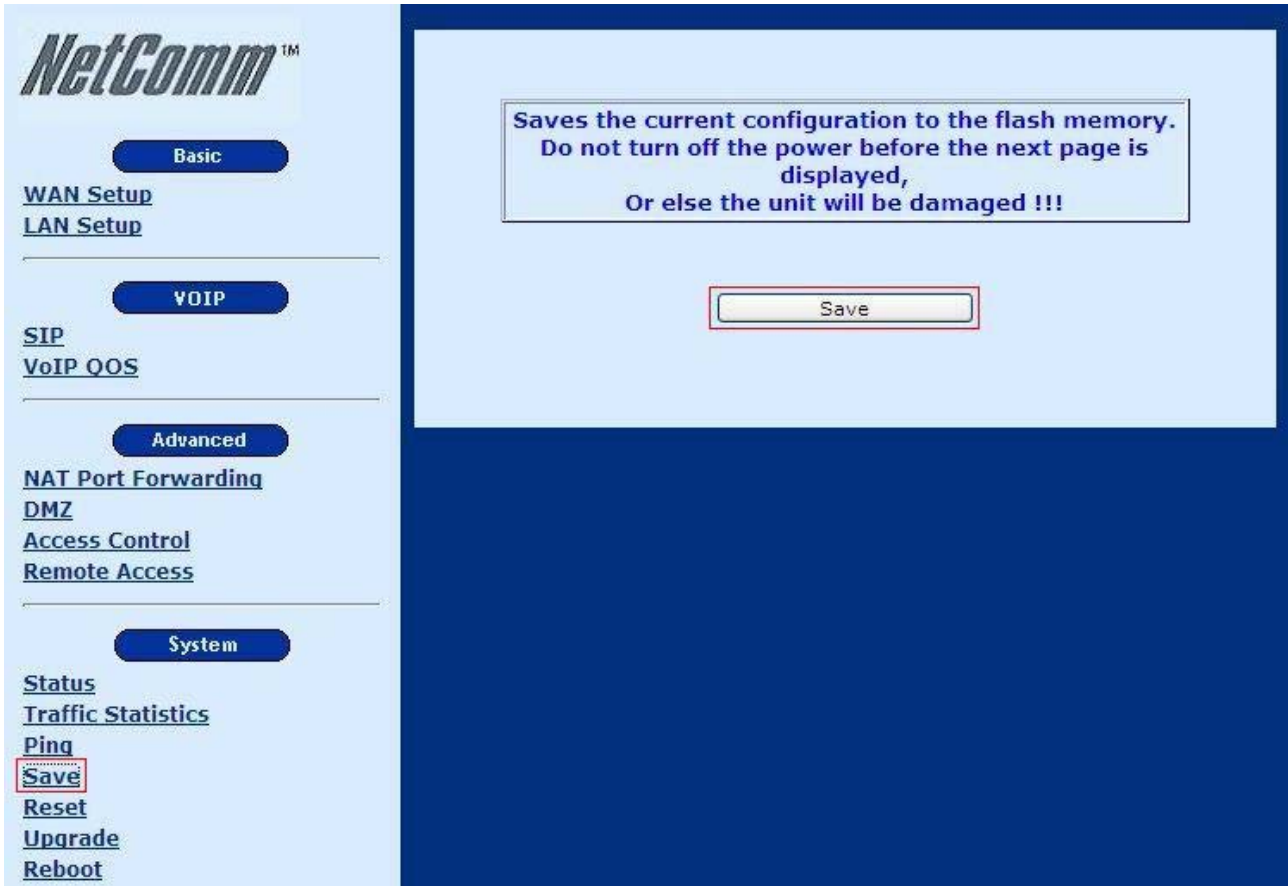 NetComm™
Basic
WAN Setup
LAN Setup
VOIP
SIP
VoIP QOS
Advanced
NAT Port Forwarding
DMZ
Access Control
Remote Access
System
Status
Traffic Statistics
Ping
Save
Reset
Upgrade
Reboot
Saves the current configuration to the flash memory.
Do not turn off the power before the next page is
displayed,
Or else the unit will be damaged !!!
Save